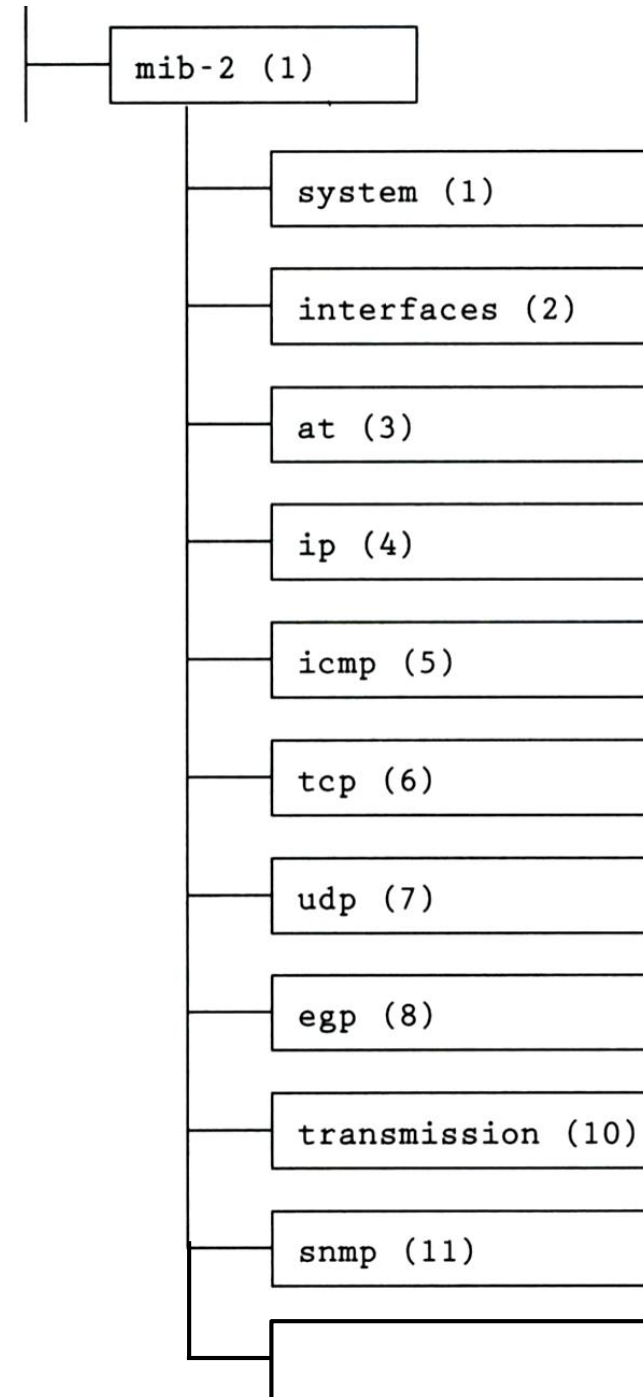 mib-2 (1)
system (1)
interfaces (2)
at (3)
ip (4)
icmp (5)
tcp (6)
udp (7)
egp (8)
transmission (10)
snmp (11)